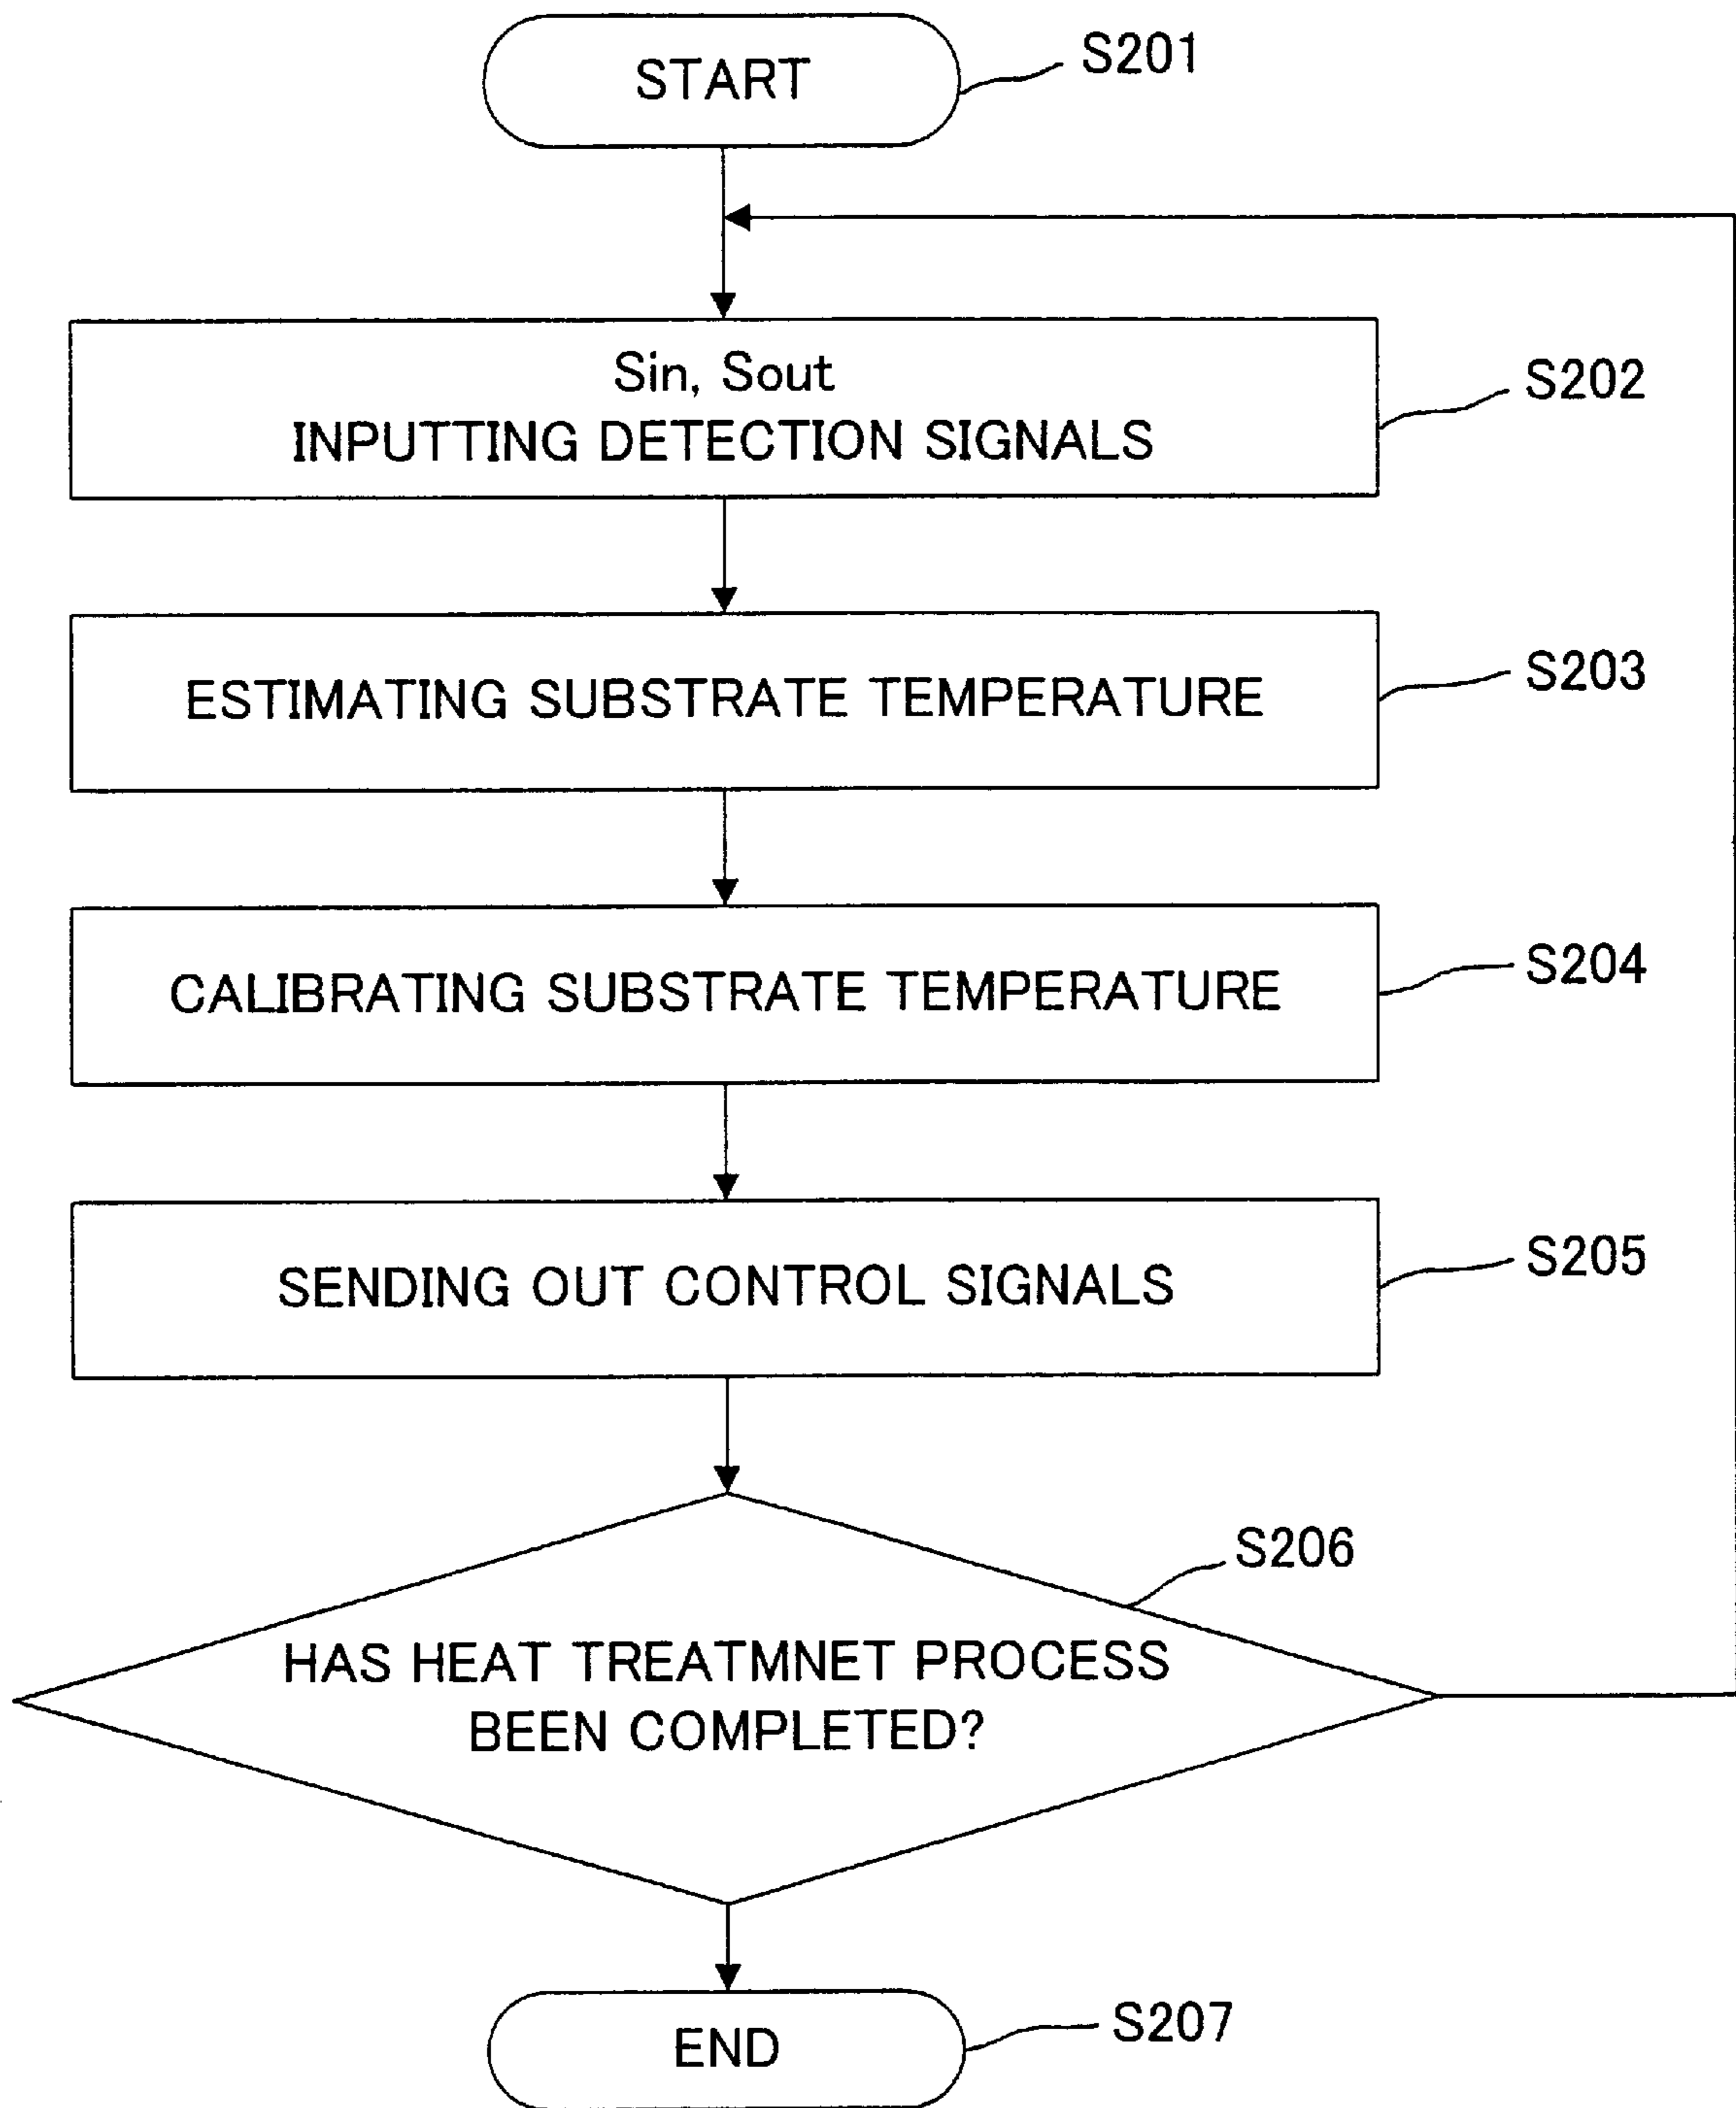 START
S201
Sin, Sout
INPUTTING DETECTION SIGNALS
S202
ESTIMATING SUBSTRATE TEMPERATURE
S203
CALIBRATING SUBSTRATE TEMPERATURE
S204
SENDING OUT CONTROL SIGNALS
S205
S206
HAS HEAT TREATMNET PROCESS
BEEN COMPLETED?
END
S207